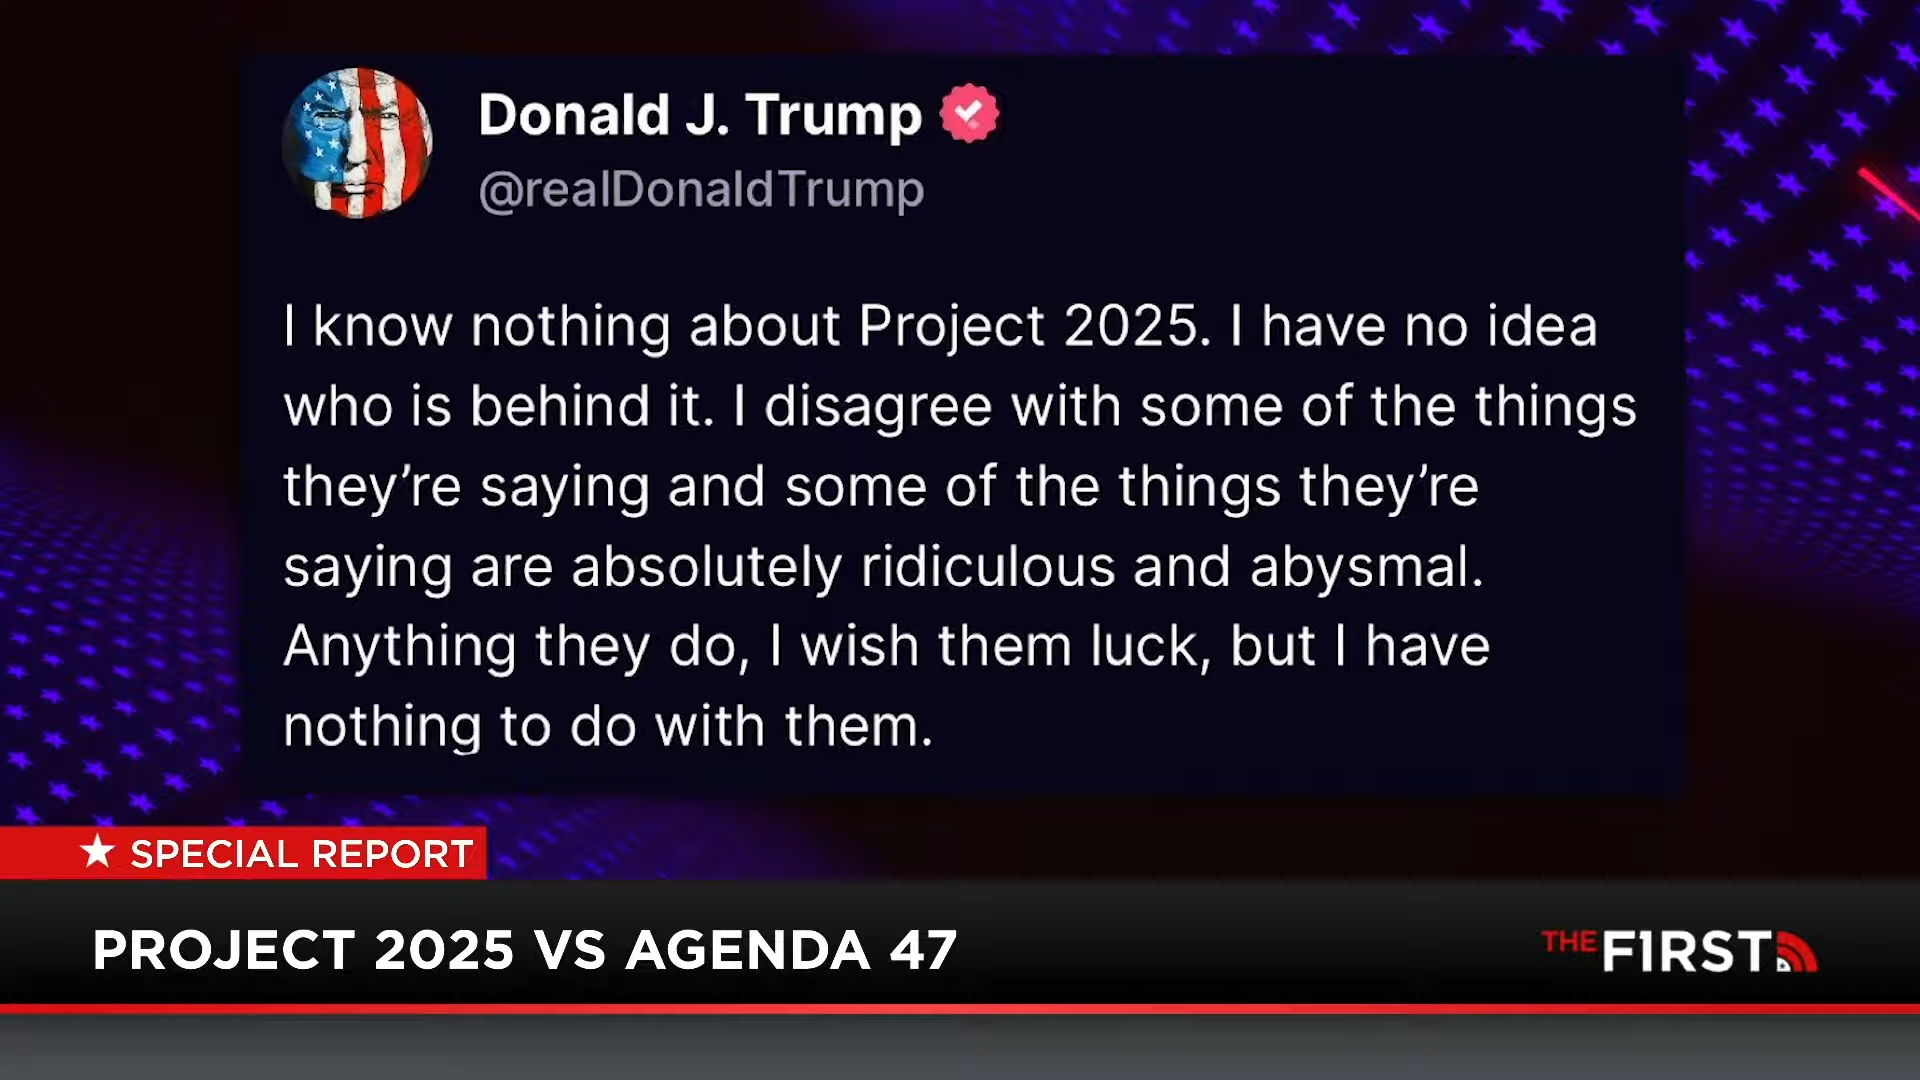 Donald J. Trump
@realDonaldTrump
I know nothing about Project 2025. I have no idea
who is behind it. I disagree with some of the things
they’re saying and some of the things they’re
saying are absolutely ridiculous and abysmal.
Anything they do, I wish them luck, but I have
nothing to do with them.
SPECIAL REPORT
PROJECT 2025 VS AGENDA 47
THE FIRST